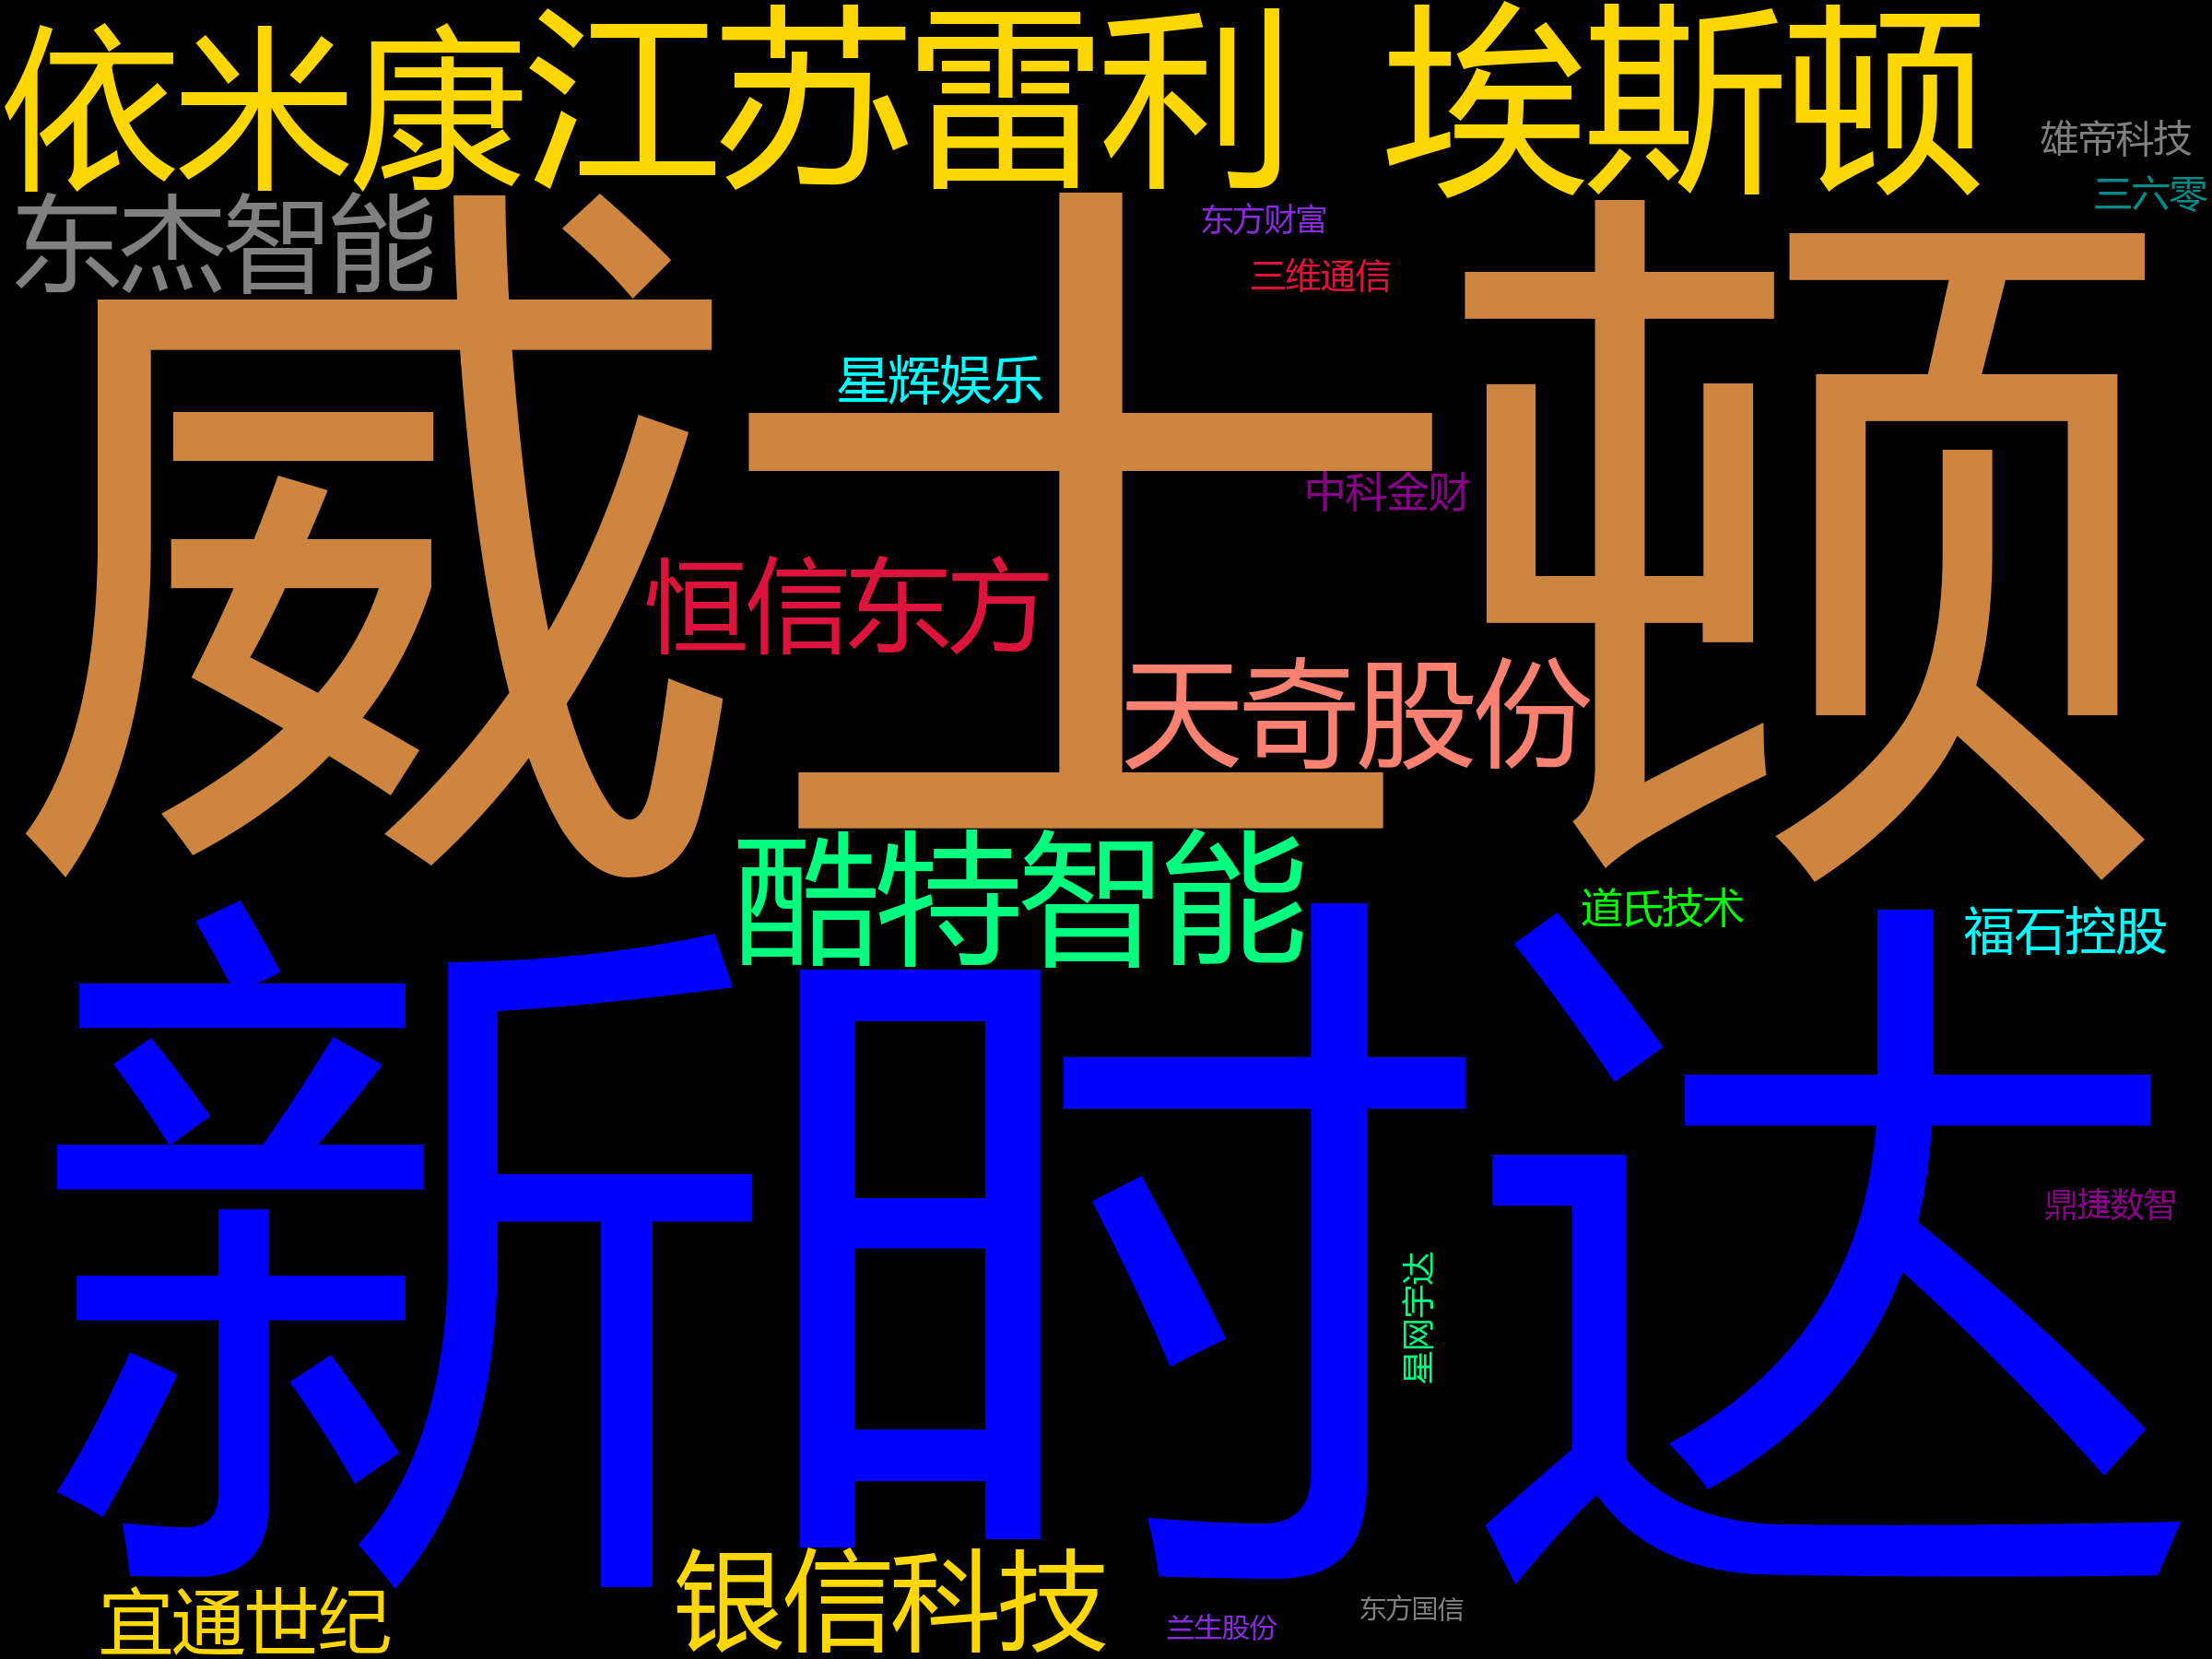 依米康
江苏雷利
埃斯顿
维帝科技
三六零
东杰智能
东方财富
三维通信
威士顿
星辉娱乐
中科金财
恒信东方
天奇股份
酷特智能
道氏技术
福石控股
新时达
鼎捷数智
星网宇达
宜通世纪
银信科技
兰生股份
东方国信